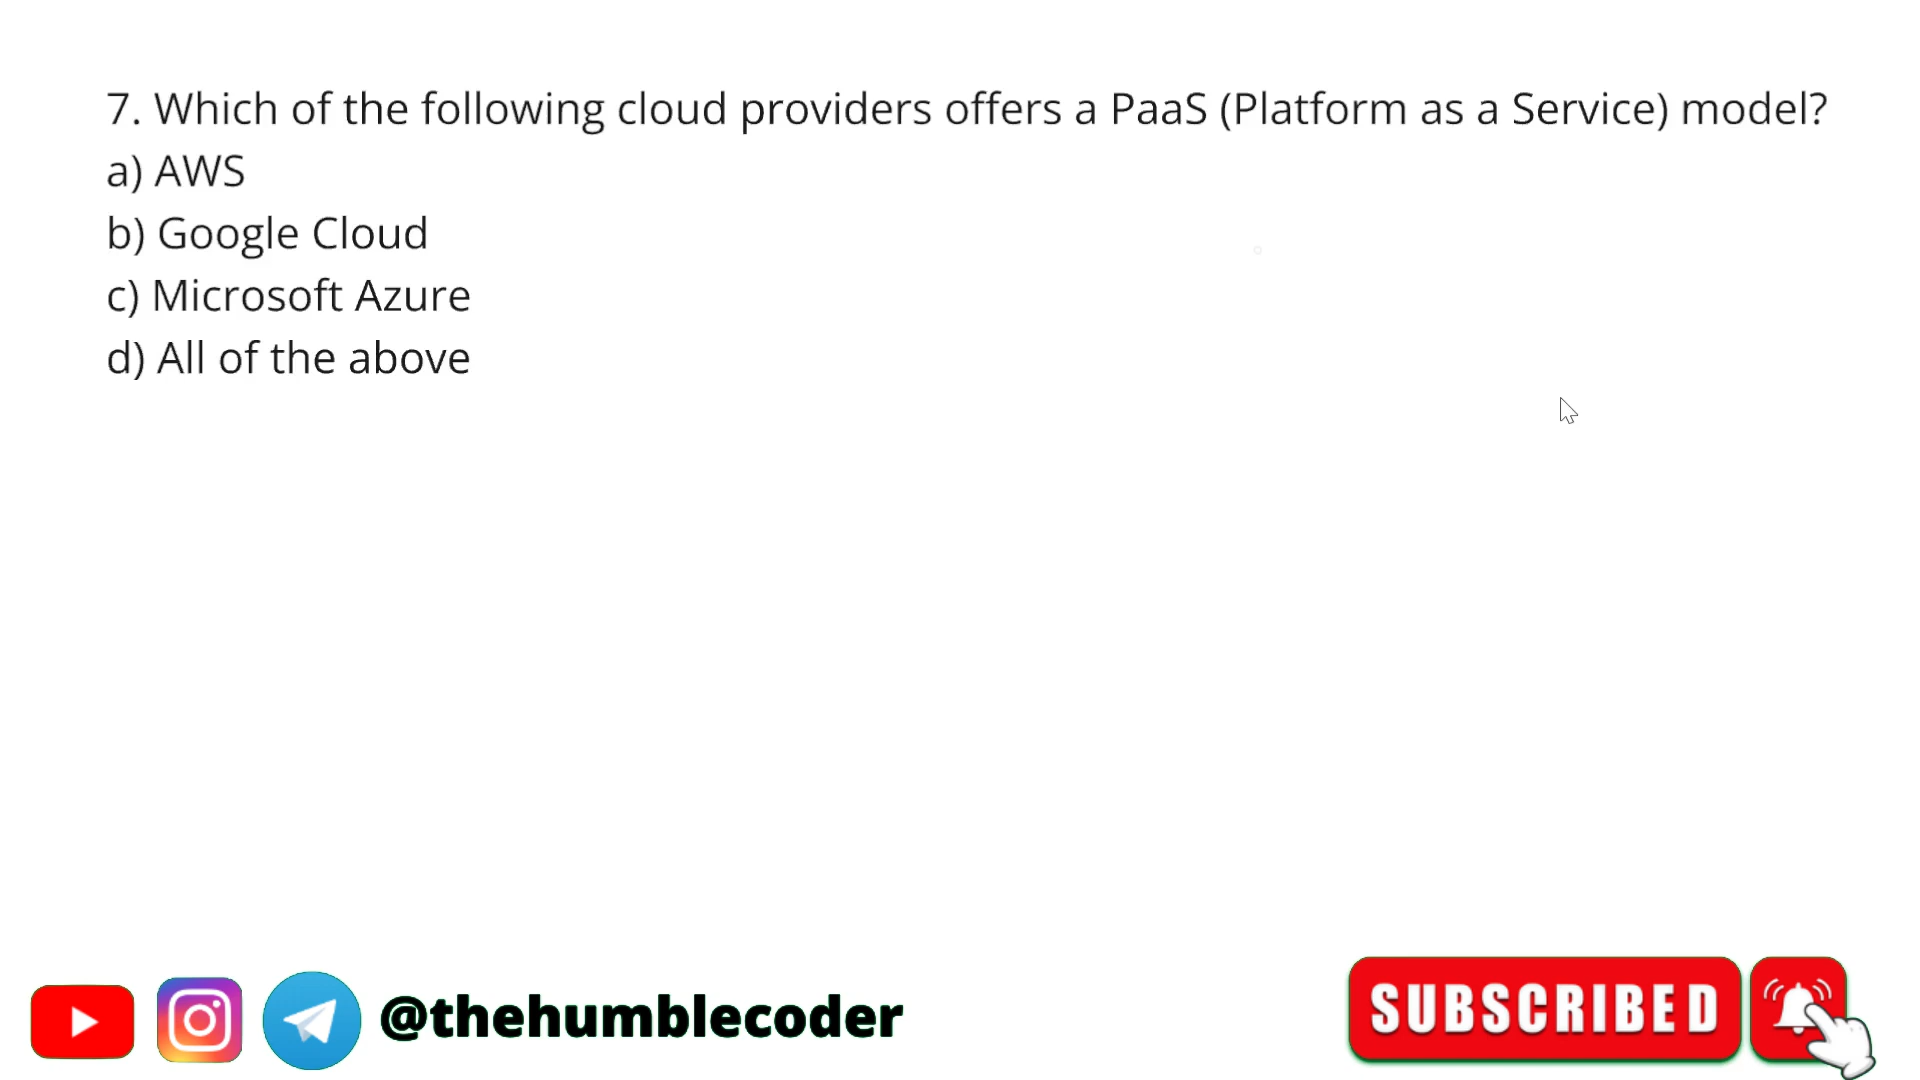 7. Which of the following cloud providers offers a PaaS (Platform as a Service) model?
a) AWS
b) Google Cloud
c) Microsoft Azure
d) All of the above
@thehumblecoder
SUBSCRIBED